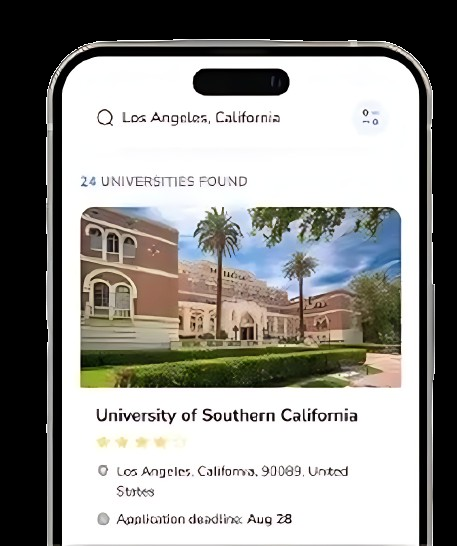 Los Angeles, California
24 UNIVERSITIES FOUND
University of Southern California
Los Angeles, California, 90089, United
States
Application deadline: Aug 28